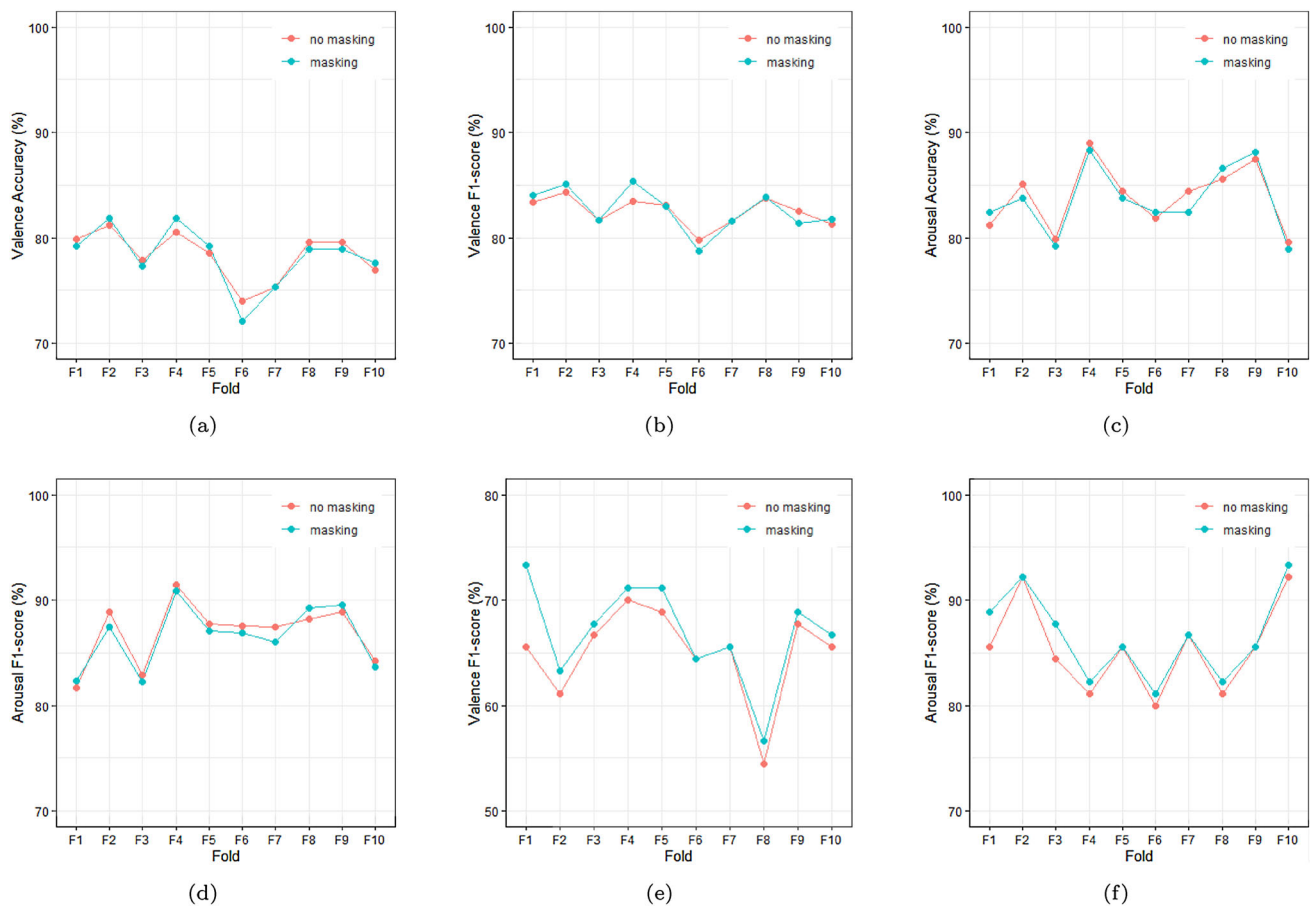 100
90
80
70
Valence Accuracy (%)
no masking
masking
F1 F2 F3 F4 F5 F6 F7 F8 F9 F10
Fold
(a)
100
90
80
70
Valence F1-score (%)
no masking
masking
F1 F2 F3 F4 F5 F6 F7 F8 F9 F10
Fold
(b)
100
90
80
70
Arousal Accuracy (%)
no masking
masking
F1 F2 F3 F4 F5 F6 F7 F8 F9 F10
Fold
(c)
100
90
80
70
Arousal F1-score (%)
no masking
masking
F1 F2 F3 F4 F5 F6 F7 F8 F9 F10
Fold
(d)
80
70
60
50
Valence F1-score (%)
no masking
masking
F1 F2 F3 F4 F5 F6 F7 F8 F9 F10
Fold
(e)
100
90
80
70
Arousal F1-score (%)
no masking
masking
F1 F2 F3 F4 F5 F6 F7 F8 F9 F10
Fold
(f)